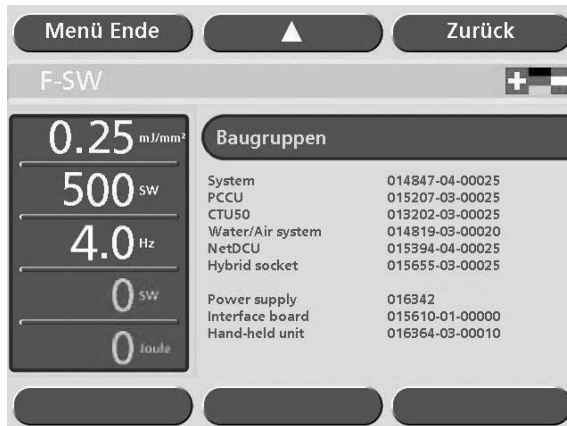 Menü Ende
Zurück
F-SW
0.25 mJ/mm²
500 SW
4.0 Hz
0 SW
0 Joule
Baugruppen
System 014847-04-00025
PCCU 015207-03-00025
CTU50 013202-03-00025
Water/Air system 014819-03-00020
NetDCU 015394-04-00025
Hybrid socket 015655-03-00025
Power supply 016342
Interface board 015610-01-00000
Hand-held unit 016364-03-00010